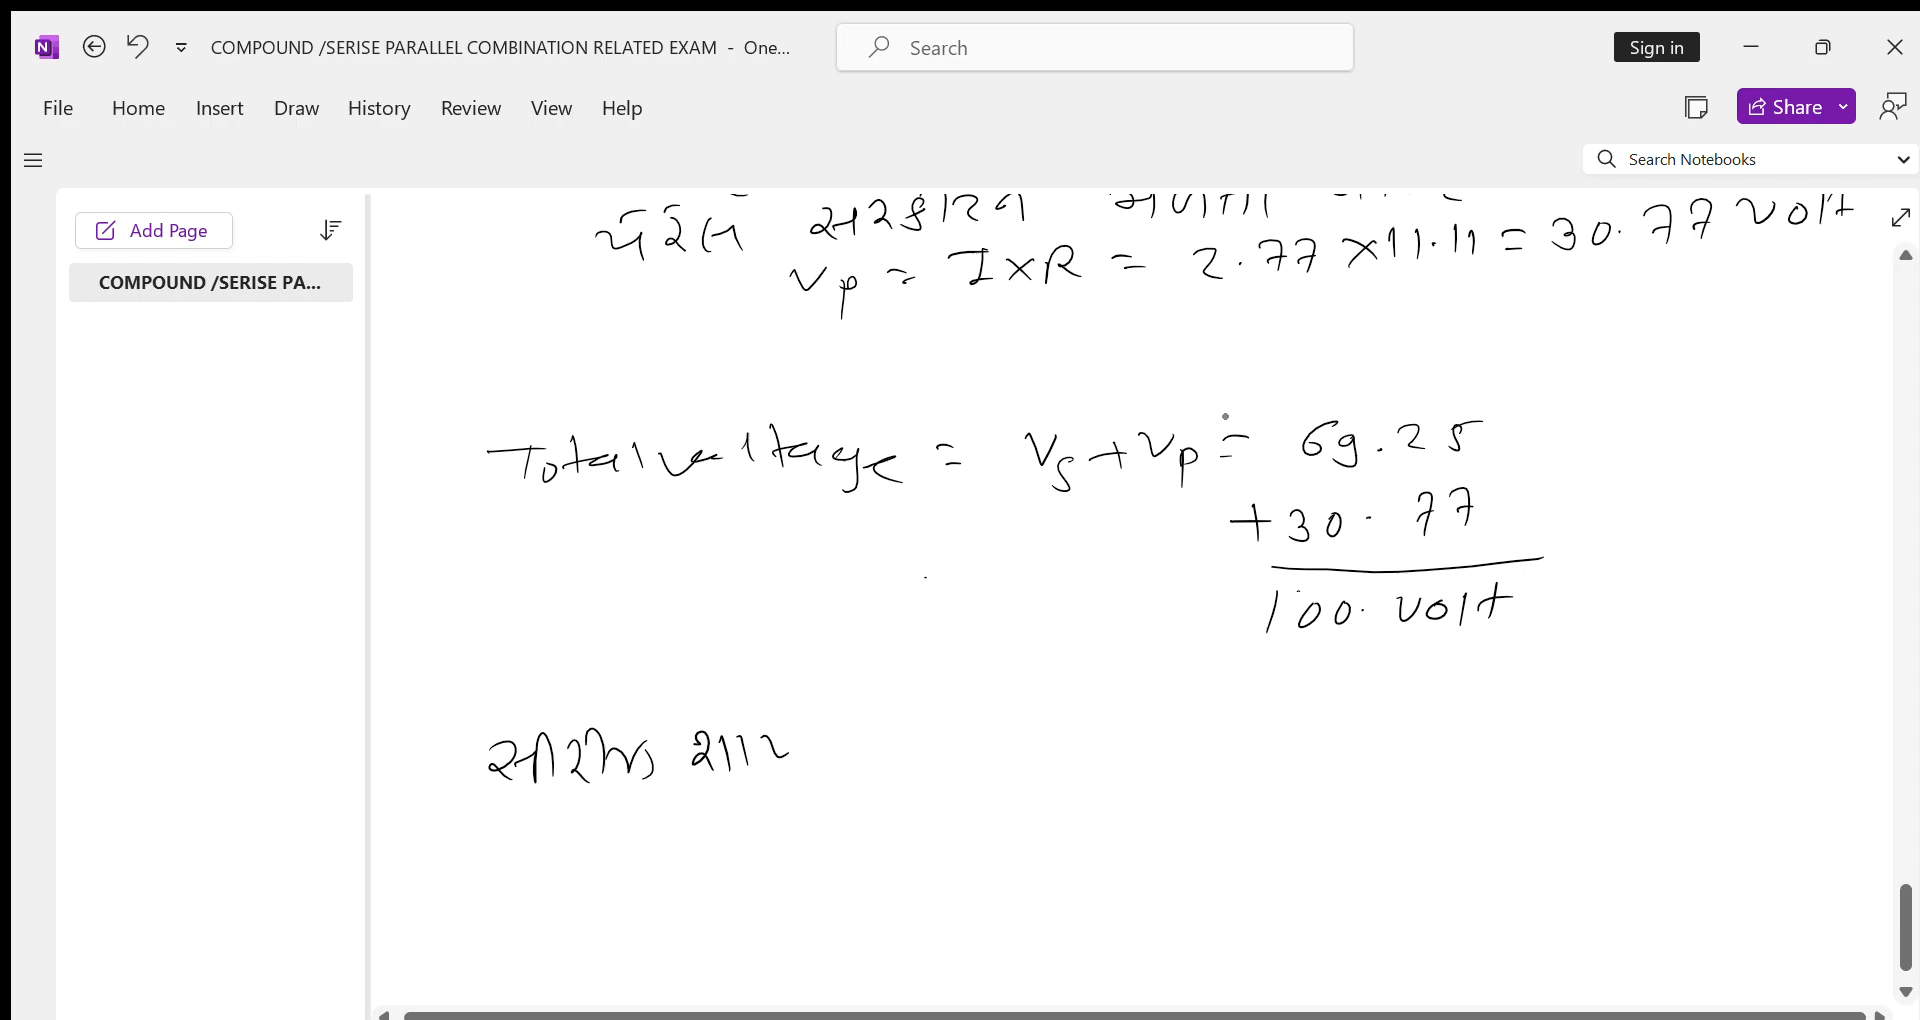 COMPOUND /SERISE PARALLEL COMBINATION RELATED EXAM - One...
Search
Sign in
File Home Insert Draw History Review View Help
Share
Search Notebooks
Add Page
COMPOUND /SERISE PA...
Vp = I×R = 2.77 ×11.11 = 30.77 volt
Total voltage = Vs + Vp = 69.25
+30.77
100. volt